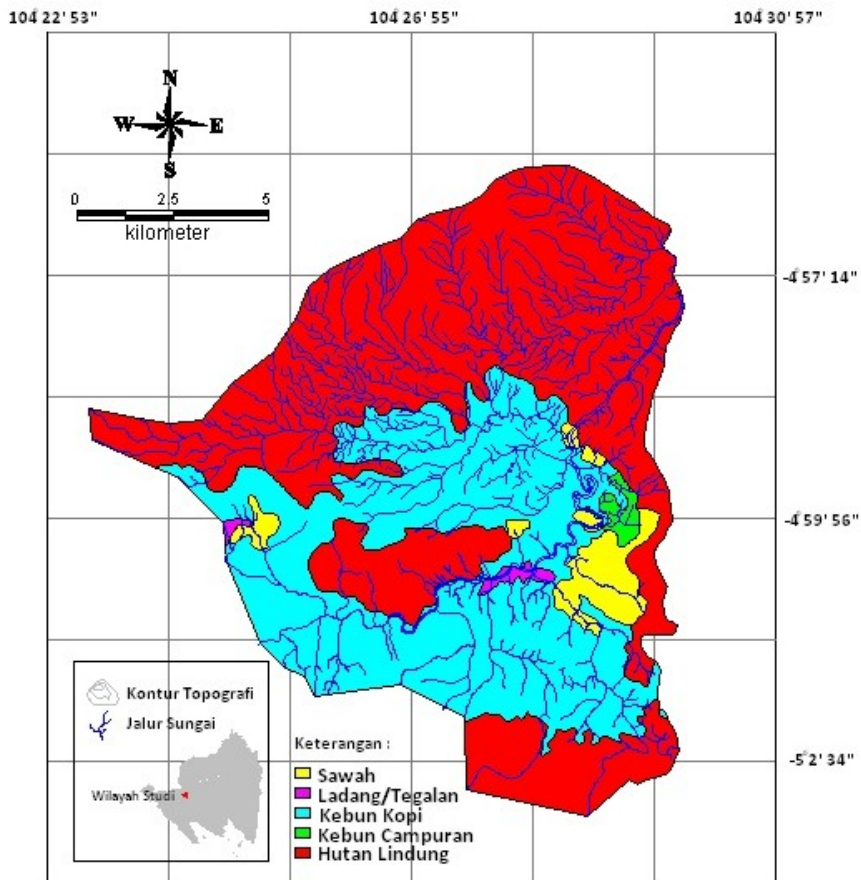 104 22'53" 104 26'55" 104 30'57"
N
W E
S
0 2.5 5
kilometer
-4°57'14"
-4°59'56"
-5°2'34"
Kontur Topografi
Jalur Sungai
Wilayah Studi
Keterangan :
Sawah
Ladang/Tegalan
Kebun Kopi
Kebun Campuran
Hutan Lindung